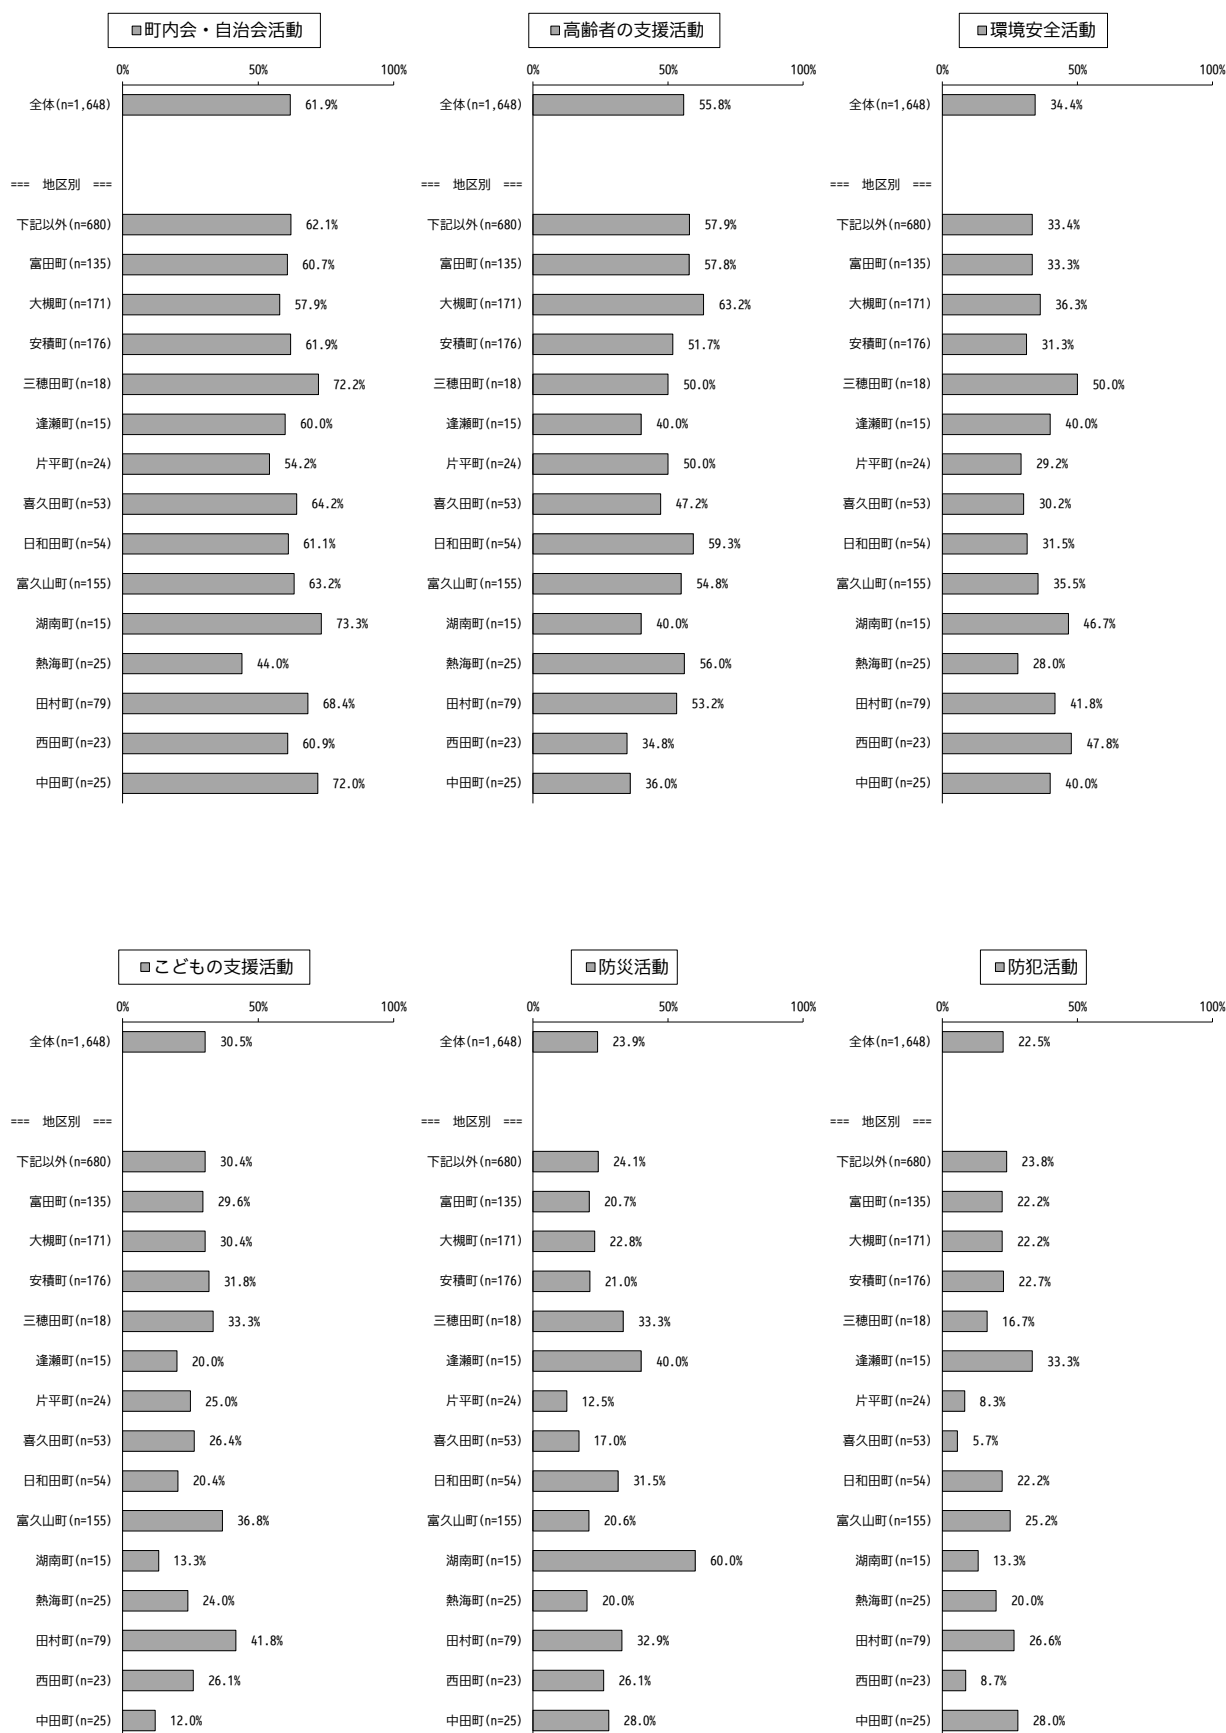 ■町内会・自治会活動
0% 50% 100%
全体(n=1,648) 61.9%
=== 地区別 ===
下記以外(n=680) 62.1%
富田町(n=135) 60.7%
大槻町(n=171) 57.9%
安積町(n=176) 61.9%
三穂田町(n=18) 72.2%
逢瀬町(n=15) 60.0%
片平町(n=24) 54.2%
喜久田町(n=53) 64.2%
日和田町(n=54) 61.1%
富久山町(n=155) 63.2%
湖南町(n=15) 73.3%
熱海町(n=25) 44.0%
田村町(n=79) 68.4%
西田町(n=23) 60.9%
中田町(n=25) 72.0%
■高齢者の支援活動
0% 50% 100%
全体(n=1,648) 55.8%
=== 地区別 ===
下記以外(n=680) 57.9%
富田町(n=135) 57.8%
大槻町(n=171) 63.2%
安積町(n=176) 51.7%
三穂田町(n=18) 50.0%
逢瀬町(n=15) 40.0%
片平町(n=24) 50.0%
喜久田町(n=53) 47.2%
日和田町(n=54) 59.3%
富久山町(n=155) 54.8%
湖南町(n=15) 40.0%
熱海町(n=25) 56.0%
田村町(n=79) 53.2%
西田町(n=23) 34.8%
中田町(n=25) 36.0%
■環境安全活動
0% 50% 100%
全体(n=1,648) 34.4%
=== 地区別 ===
下記以外(n=680) 33.4%
富田町(n=135) 33.3%
大槻町(n=171) 36.3%
安積町(n=176) 31.3%
三穂田町(n=18) 50.0%
逢瀬町(n=15) 40.0%
片平町(n=24) 29.2%
喜久田町(n=53) 30.2%
日和田町(n=54) 31.5%
富久山町(n=155) 35.5%
湖南町(n=15) 46.7%
熱海町(n=25) 28.0%
田村町(n=79) 41.8%
西田町(n=23) 47.8%
中田町(n=25) 40.0%
■こどもの支援活動
0% 50% 100%
全体(n=1,648) 30.5%
=== 地区別 ===
下記以外(n=680) 30.4%
富田町(n=135) 29.6%
大槻町(n=171) 30.4%
安積町(n=176) 31.8%
三穂田町(n=18) 33.3%
逢瀬町(n=15) 20.0%
片平町(n=24) 25.0%
喜久田町(n=53) 26.4%
日和田町(n=54) 20.4%
富久山町(n=155) 36.8%
湖南町(n=15) 13.3%
熱海町(n=25) 24.0%
田村町(n=79) 41.8%
西田町(n=23) 26.1%
中田町(n=25) 12.0%
■防災活動
0% 50% 100%
全体(n=1,648) 23.9%
=== 地区別 ===
下記以外(n=680) 24.1%
富田町(n=135) 20.7%
大槻町(n=171) 22.8%
安積町(n=176) 21.0%
三穂田町(n=18) 33.3%
逢瀬町(n=15) 40.0%
片平町(n=24) 12.5%
喜久田町(n=53) 17.0%
日和田町(n=54) 31.5%
富久山町(n=155) 20.6%
湖南町(n=15) 60.0%
熱海町(n=25) 20.0%
田村町(n=79) 32.9%
西田町(n=23) 26.1%
中田町(n=25) 28.0%
■防犯活動
0% 50% 100%
全体(n=1,648) 22.5%
=== 地区別 ===
下記以外(n=680) 23.8%
富田町(n=135) 22.2%
大槻町(n=171) 22.2%
安積町(n=176) 22.7%
三穂田町(n=18) 16.7%
逢瀬町(n=15) 33.3%
片平町(n=24) 8.3%
喜久田町(n=53) 5.7%
日和田町(n=54) 22.2%
富久山町(n=155) 25.2%
湖南町(n=15) 13.3%
熱海町(n=25) 20.0%
田村町(n=79) 26.6%
西田町(n=23) 8.7%
中田町(n=25) 28.0%